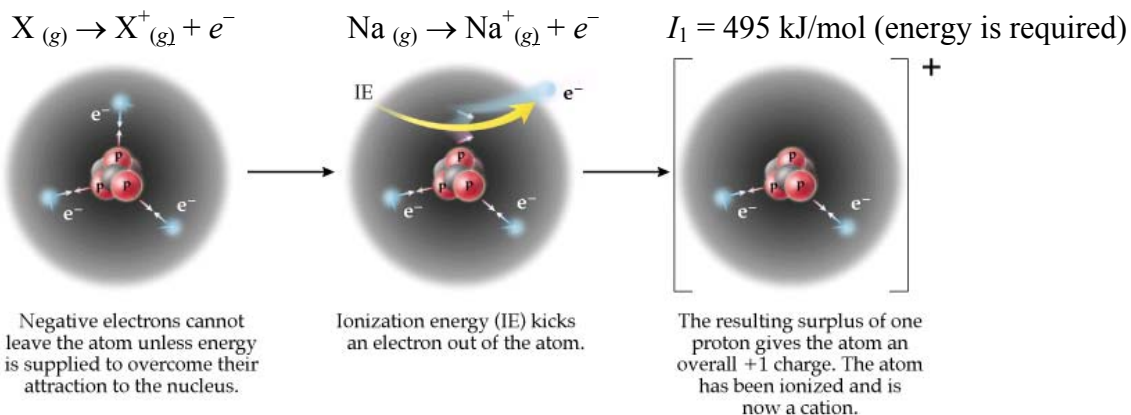 X (g) → X⁺(g) + e⁻
Na (g) → Na⁺(g) + e⁻
I₁ = 495 kJ/mol (energy is required)
e⁻
e⁻
e⁻
p
p
p
IE
e⁻
e⁻
e⁻
p
p
p
+
e⁻
e⁻
p
p
p
Negative electrons cannot
leave the atom unless energy
is supplied to overcome their
attraction to the nucleus.
Ionization energy (IE) kicks
an electron out of the atom.
The resulting surplus of one
proton gives the atom an
overall +1 charge. The atom
has been ionized and is
now a cation.